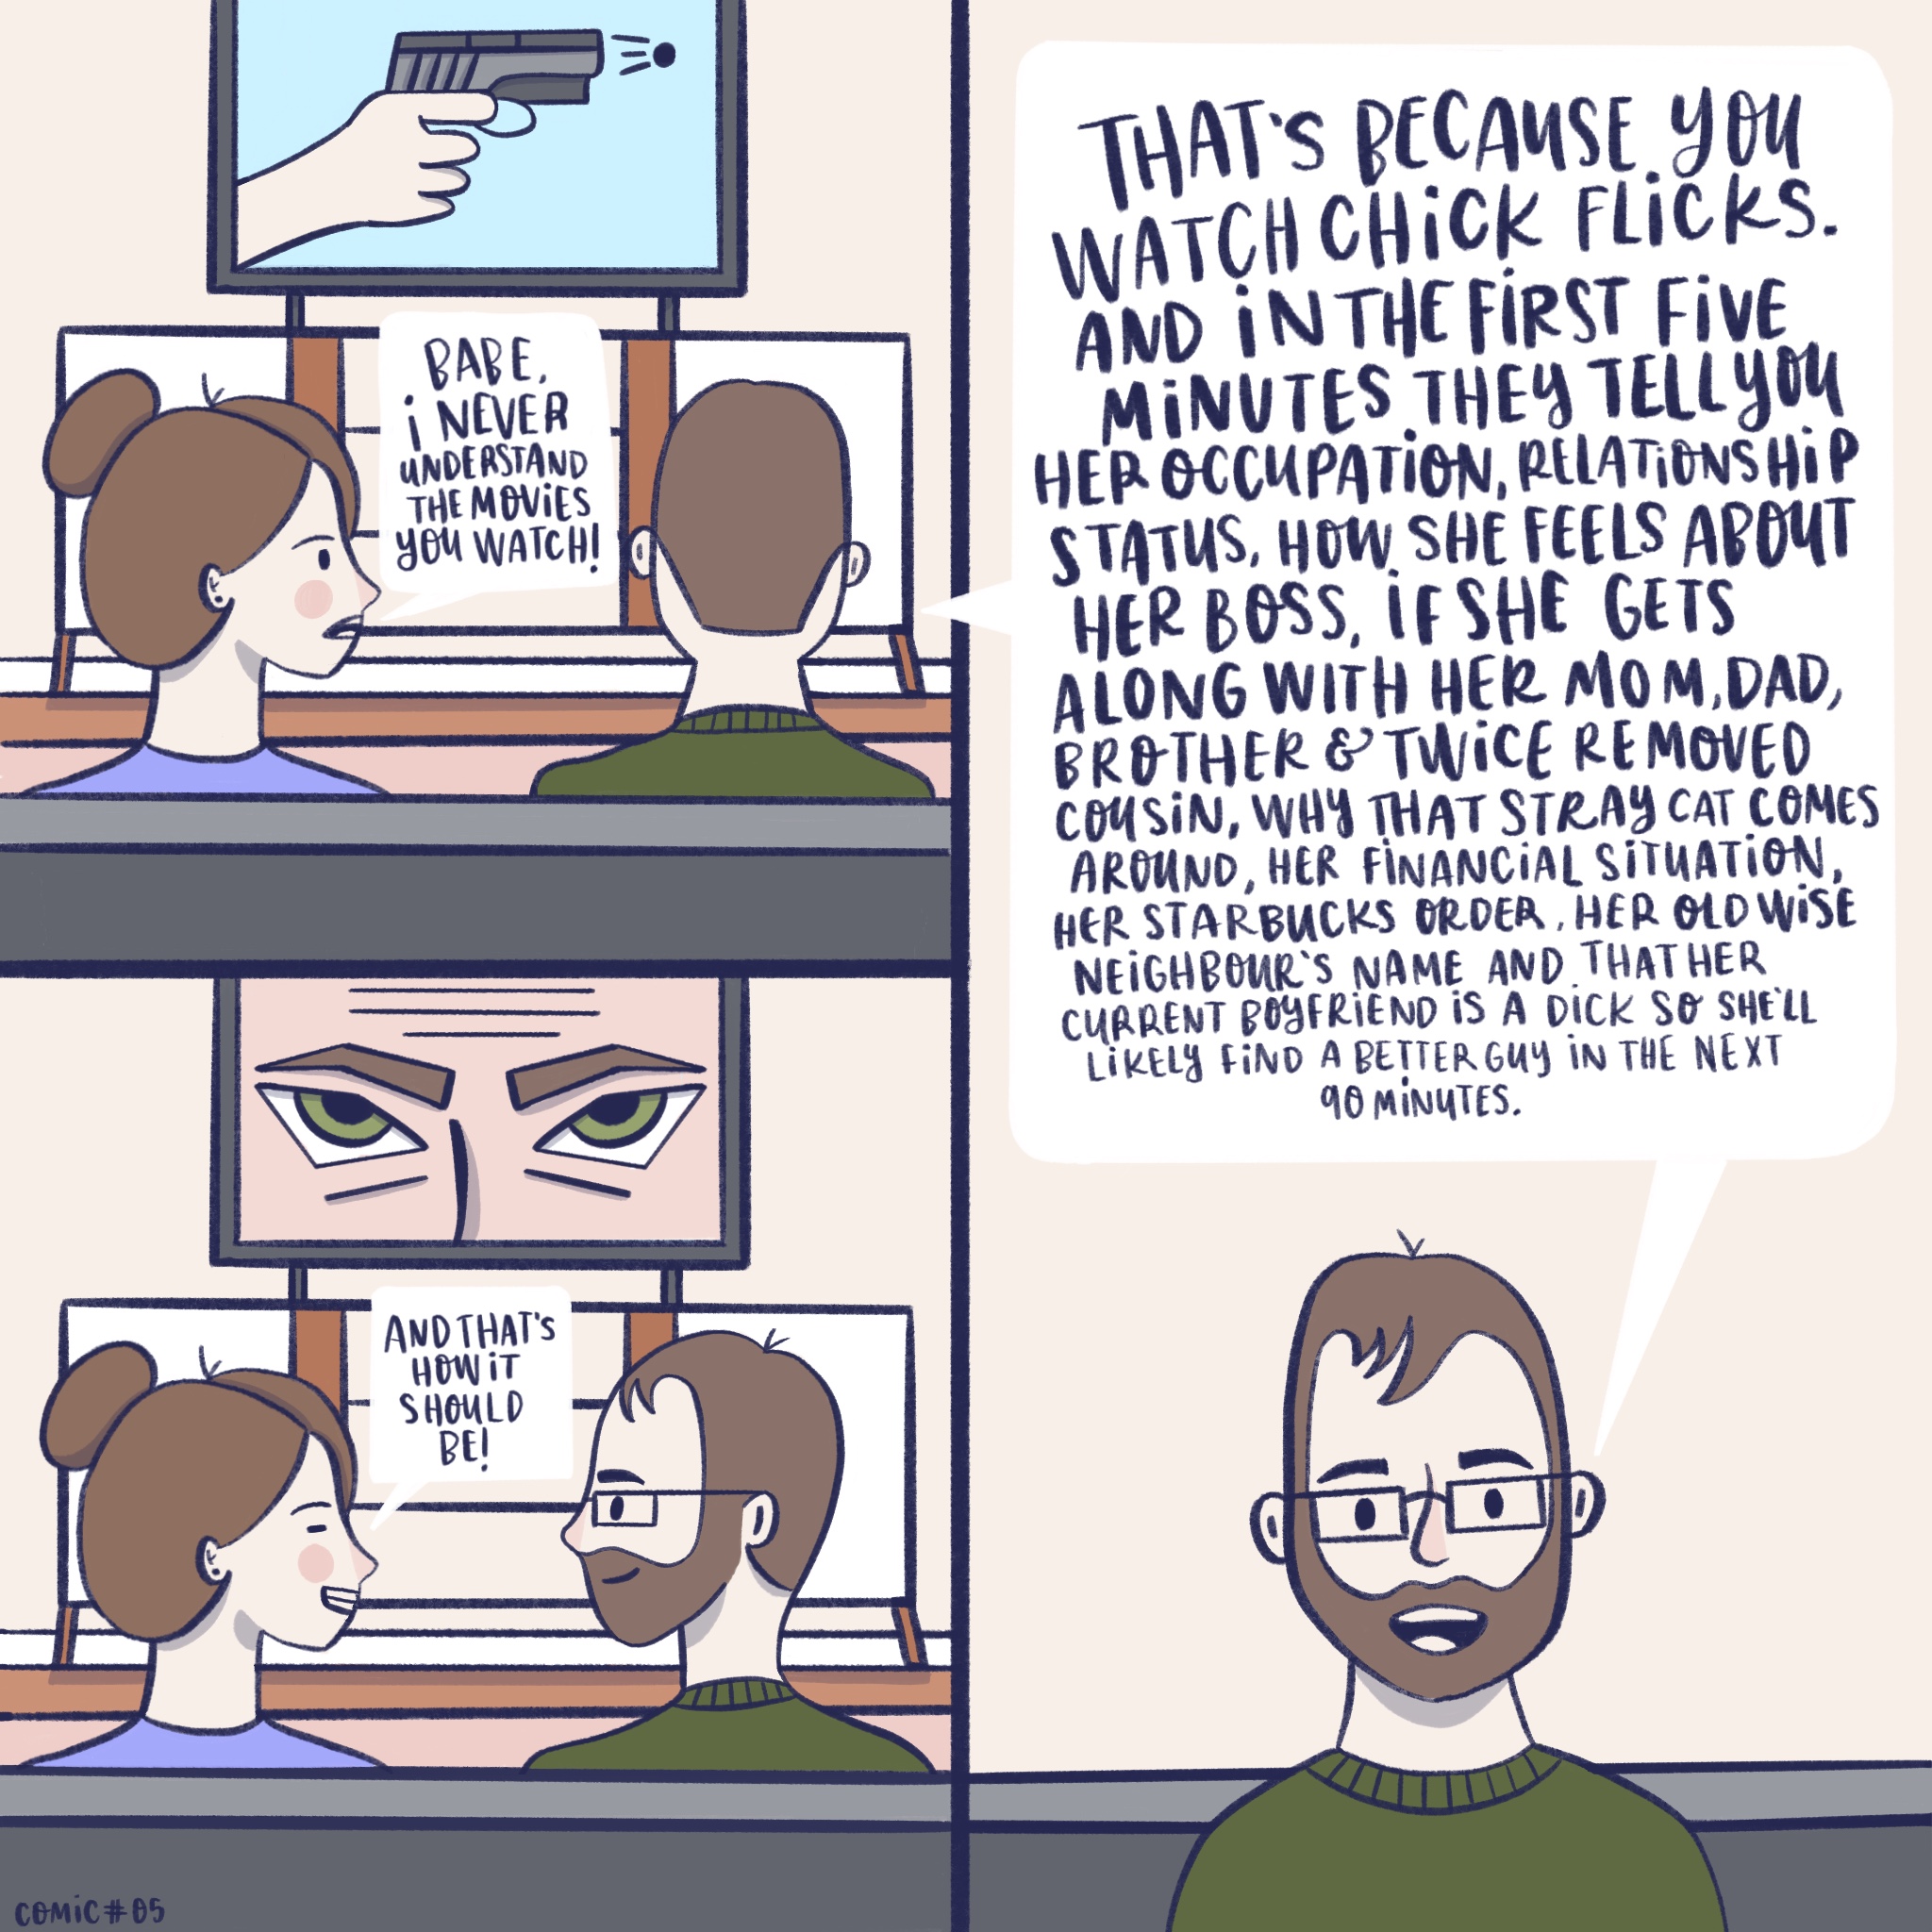 BABE,
I NEVER
UNDERSTAND
THE MOVIES
YOU WATCH!
THAT'S BECAUSE YOU
WATCH CHICK FLICKS.
AND IN THE FIRST FIVE
MINUTES THEY TELL YOU
HER OCCUPATION, RELATIONSHIP
STATUS, HOW SHE FEELS ABOUT
HER BOSS, IF SHE GETS
ALONG WITH HER MOM, DAD,
BROTHER & TWICE REMOVED
COUSIN, WHY THAT STRAY CAT COMES
AROUND, HER FINANCIAL SITUATION,
HER STARBUCKS ORDER, HER OLD WISE
NEIGHBOUR'S NAME AND THAT HER
CURRENT BOYFRIEND IS A DICK SO SHE'LL
LIKELY FIND A BETTER GUY IN THE NEXT
90 MINUTES.
AND THAT'S
HOW IT
SHOULD
BE!
COMIC #05